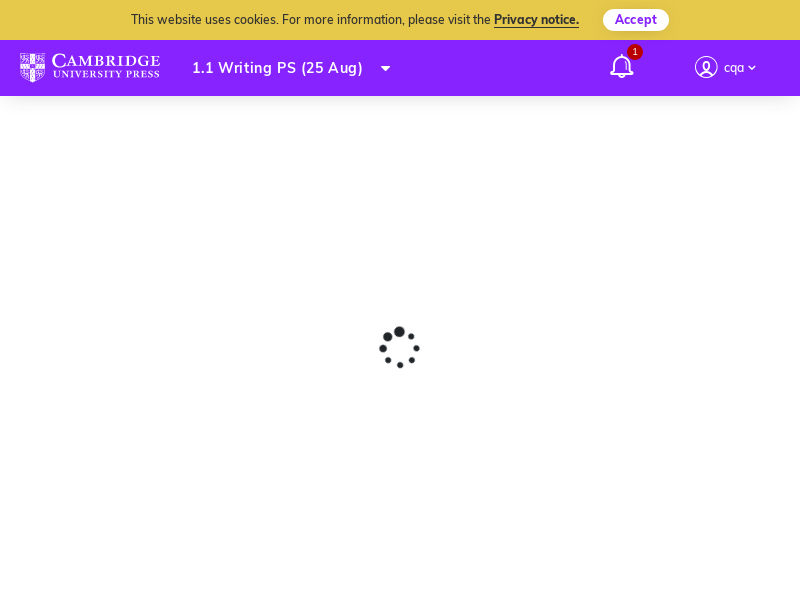 This website uses cookies. For more information, please visit the Privacy notice.
Accept
CAMBRIDGE
UNIVERSITY PRESS
1.1 Writing PS (25 Aug)
1
cqa